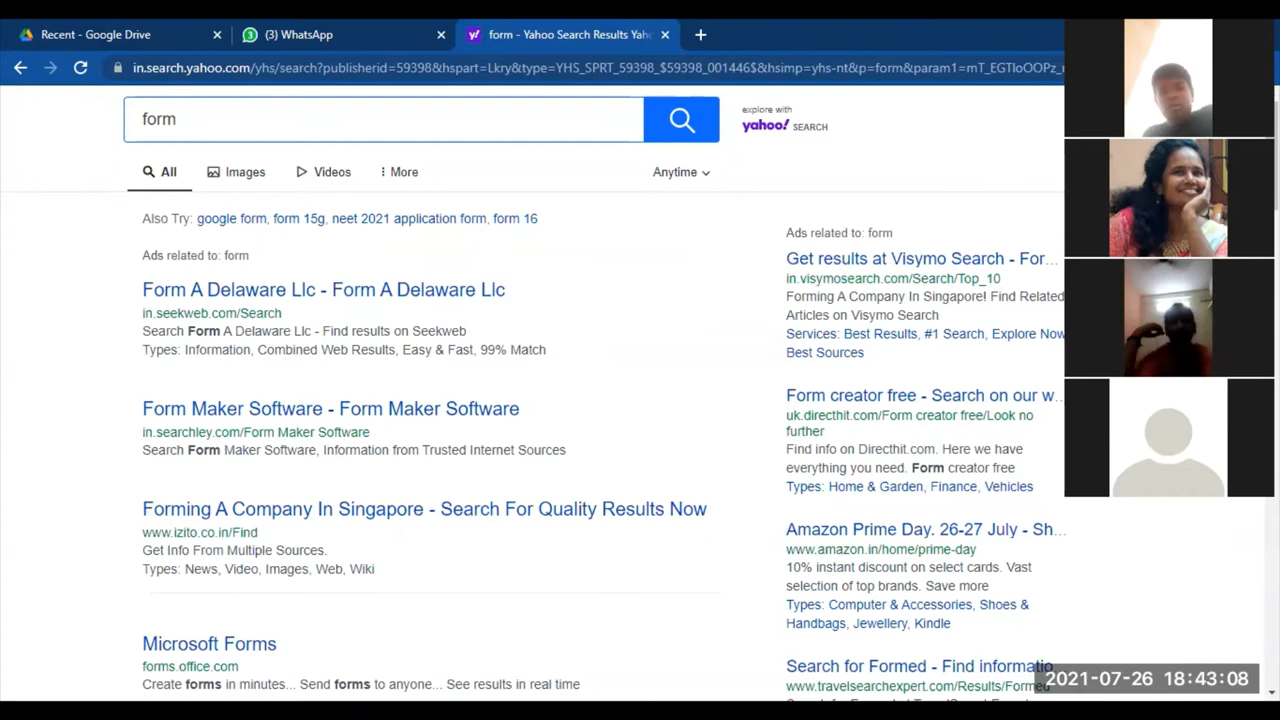 Recent - Google Drive
(3) WhatsApp
form - Yahoo Search Results Yah
in.search.yahoo.com/yhs/search?publisherid=59398&hspart=Lkry&type=YHS_SPRT_59398_$59398_001446$&hsimp=yhs-nt&p=form&param1=mT_EGTIoOOPz_r
form
explore with
yahoo! SEARCH
All
Images
Videos
More
Anytime
Also Try: google form, form 15g, neet 2021 application form, form 16
Ads related to: form
Form A Delaware Llc - Form A Delaware Llc
in.seekweb.com/Search
Search Form A Delaware Llc - Find results on Seekweb
Types: Information, Combined Web Results, Easy & Fast, 99% Match
Form Maker Software - Form Maker Software
in.searchley.com/Form Maker Software
Search Form Maker Software, Information from Trusted Internet Sources
Forming A Company In Singapore - Search For Quality Results Now
www.izito.co.in/Find
Get Info From Multiple Sources.
Types: News, Video, Images, Web, Wiki
Microsoft Forms
forms.office.com
Create forms in minutes... Send forms to anyone... See results in real time
Ads related to: form
Get results at Visymo Search - For...
in.visymosearch.com/Search/Top_10
Forming A Company In Singapore! Find Related
Articles on Visymo Search
Services: Best Results, #1 Search, Explore Now
Best Sources
Form creator free - Search on our w...
uk.directhit.com/Form creator free/Look no
further
Find info on Directhit.com. Here we have
everything you need. Form creator free
Types: Home & Garden, Finance, Vehicles
Amazon Prime Day. 26-27 July - Sh...
www.amazon.in/home/prime-day
10% instant discount on select cards. Vast
selection of top brands. Save more
Types: Computer & Accessories, Shoes &
Handbags, Jewellery, Kindle
Search for Formed - Find informatio
www.travelsearchexpert.com/Results/Formed
2021-07-26 18:43:08